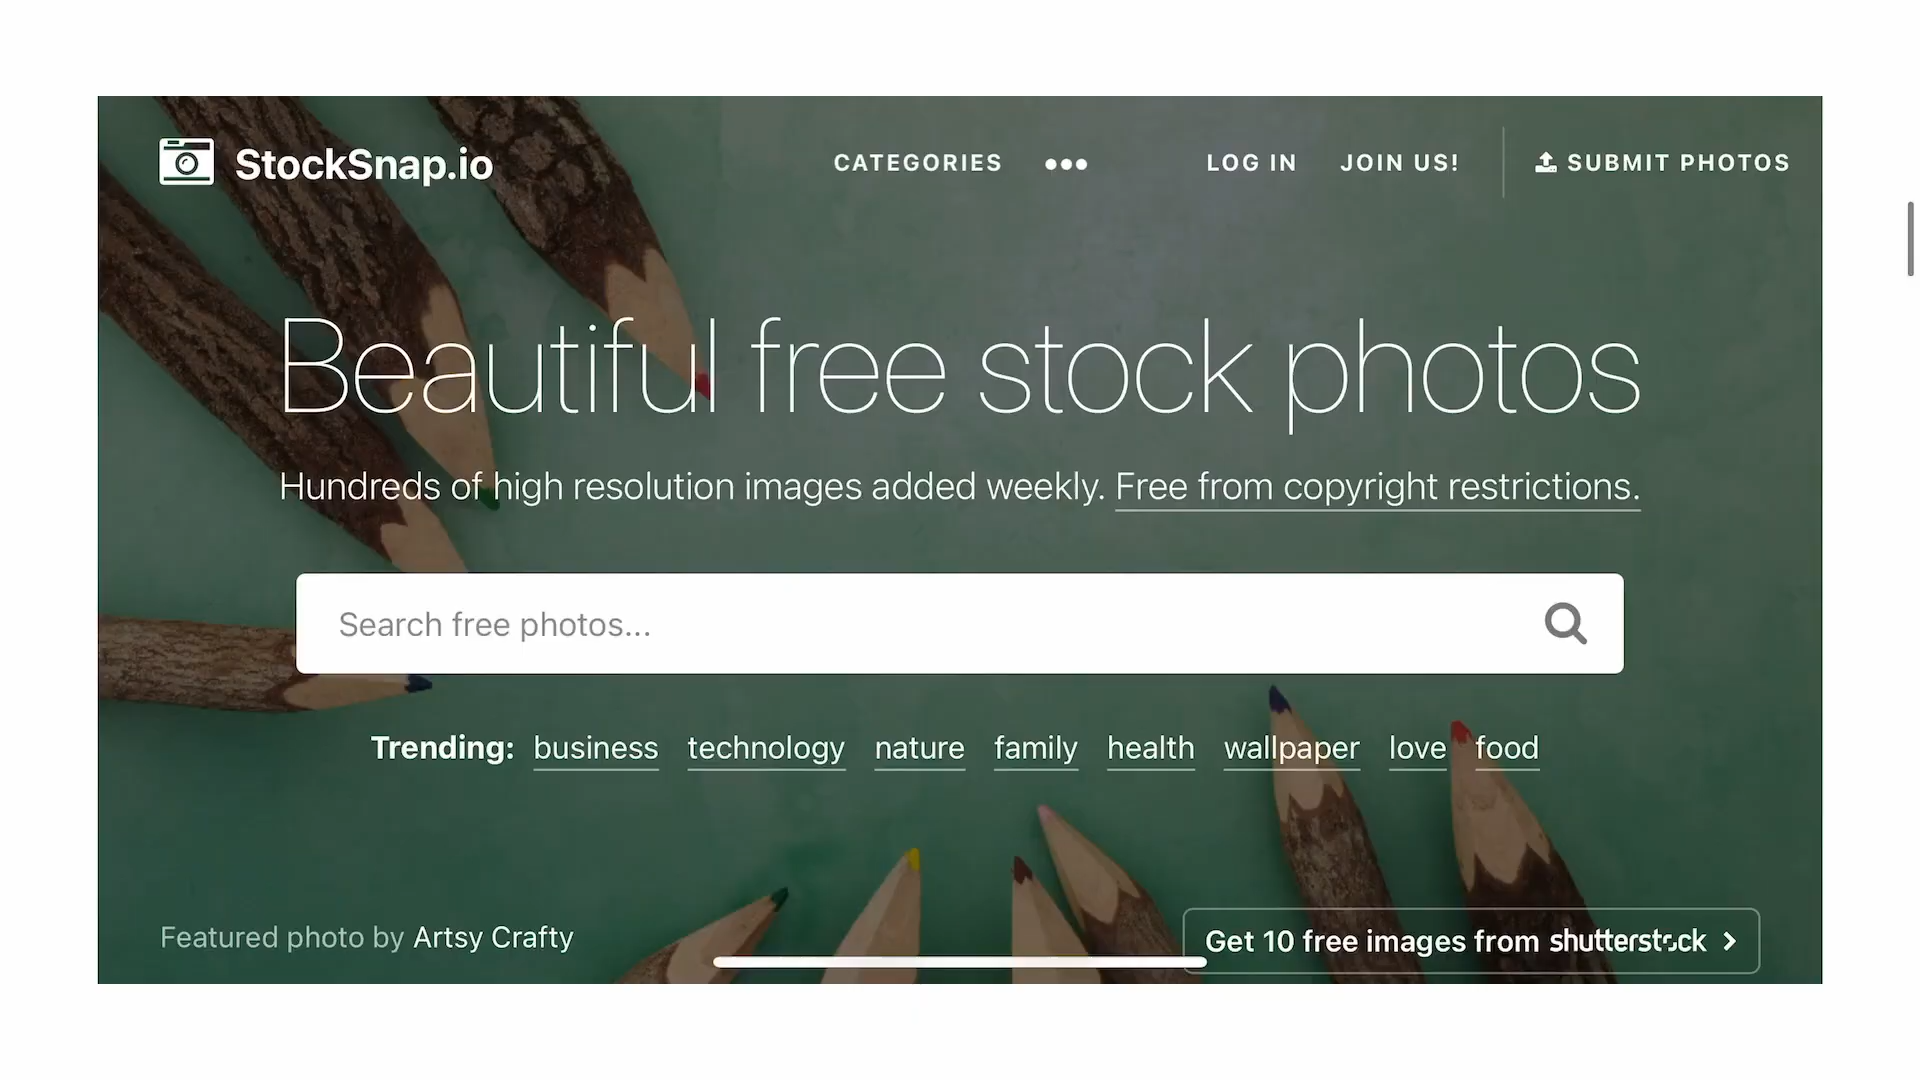 StockSnap.io
CATEGORIES ••• LOG IN JOIN US! SUBMIT PHOTOS
Beautiful free stock photos
Hundreds of high resolution images added weekly. Free from copyright restrictions.
Search free photos...
Trending: business technology nature family health wallpaper love food
Featured photo by Artsy Crafty
Get 10 free images from shutterstock >